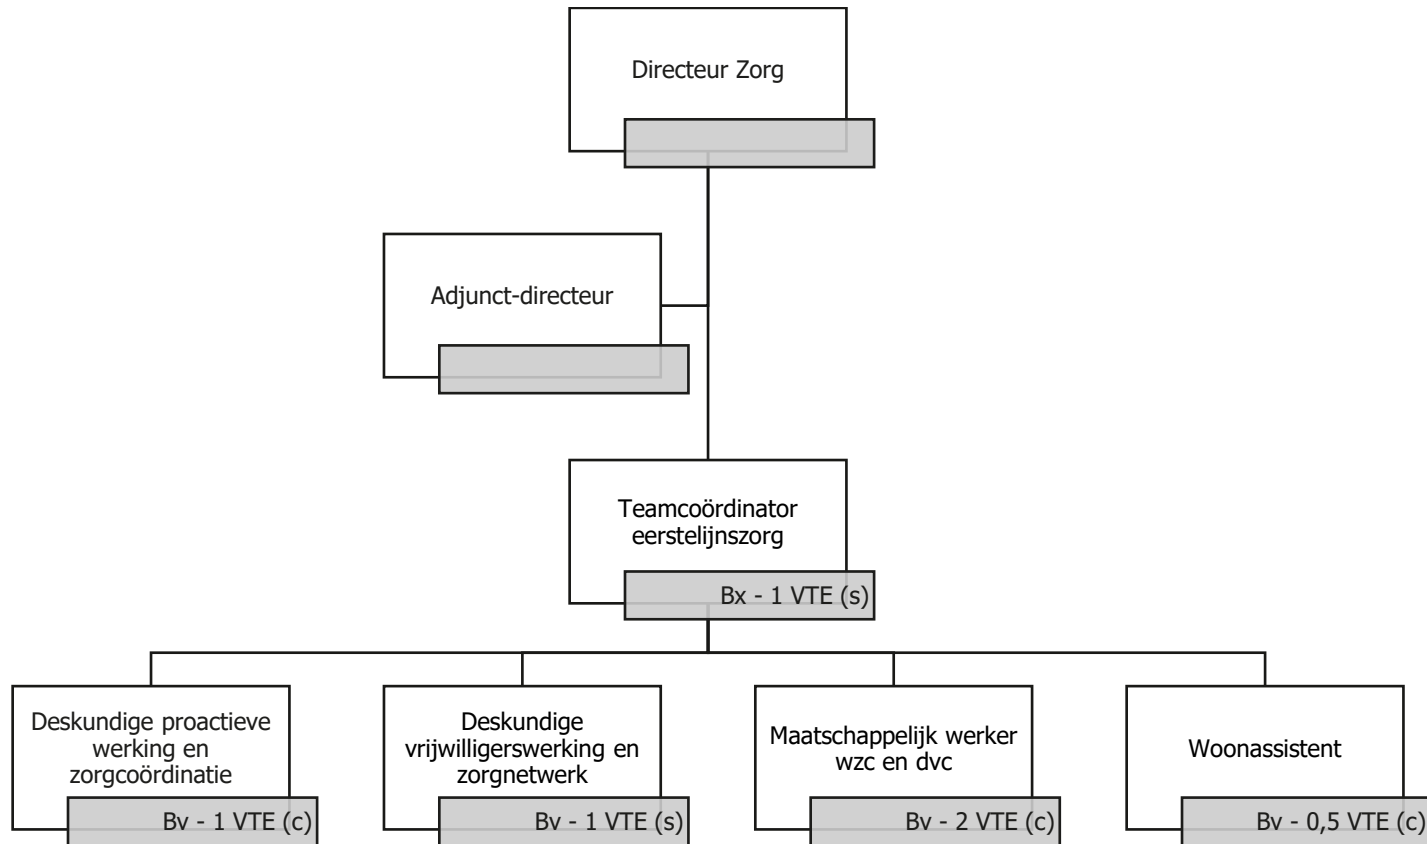 Directeur Zorg
Adjunct-directeur
Teamcoördinator
eerstelijnszorg
Bx - 1 VTE (s)
Deskundige proactieve
werking en
zorgcoördinatie
Bv - 1 VTE (c)
Deskundige
vrijwilligerswerking en
zorgnetwerk
Bv - 1 VTE (s)
Maatschappelijk werker
wzc en dvc
Bv - 2 VTE (c)
Woonassistent
Bv - 0,5 VTE (c)